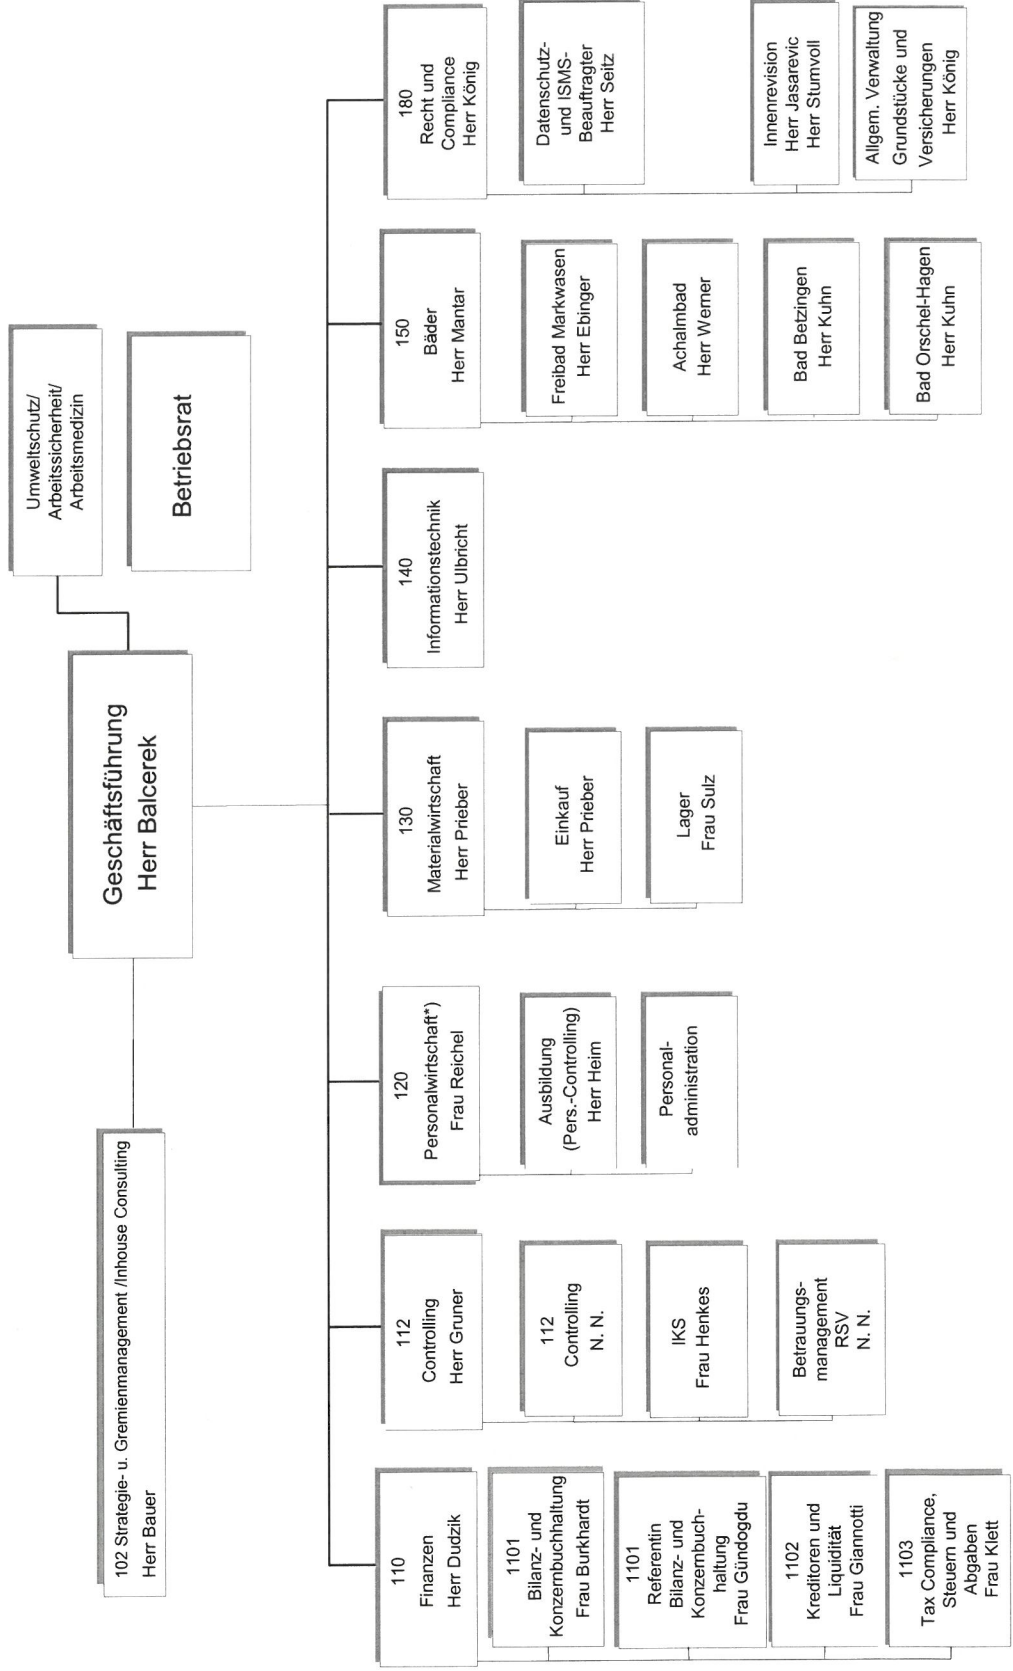 Umweltschutz/
Arbeitssicherheit/
Arbeitsmedizin
Betriebsrat
Geschäftsführung
Herr Balcerek
102 Strategie- u. Gremienmanagement /Inhouse Consulting
Herr Bauer
110
Finanzen
Herr Dudzik
1101
Bilanz- und
Konzernbuchhaltung
Frau Burkhardt
1101
Referentin
Bilanz- und
Konzernbuch-
haltung
Frau Gündogdu
1102
Kreditoren und
Liquidität
Frau Giannotti
1103
Tax Compliance,
Steuern und
Abgaben
Frau Klett
112
Controlling
Herr Gruner
112
Controlling
N. N.
IKS
Frau Henkes
Betrauungs-
management
RSV
N. N.
120
Personalwirtschaft*)
Frau Reichel
Ausbildung
(Pers.-Controlling)
Herr Heim
Personal-
administration
130
Materialwirtschaft
Herr Prieber
Einkauf
Herr Prieber
Lager
Frau Sulz
140
Informationstechnik
Herr Ulbricht
150
Bäder
Herr Mantar
Freibad Markwasen
Herr Ebinger
Achalmbad
Herr Werner
Bad Betzingen
Herr Kuhn
Bad Orschel-Hagen
Herr Kuhn
180
Recht und
Compliance
Herr König
Datenschutz-
und ISMS-
Beauftragter
Herr Seitz
Innenrevision
Herr Jasarevic
Herr Stumvoll
Allgem. Verwaltung
Grundstücke und
Versicherungen
Herr König